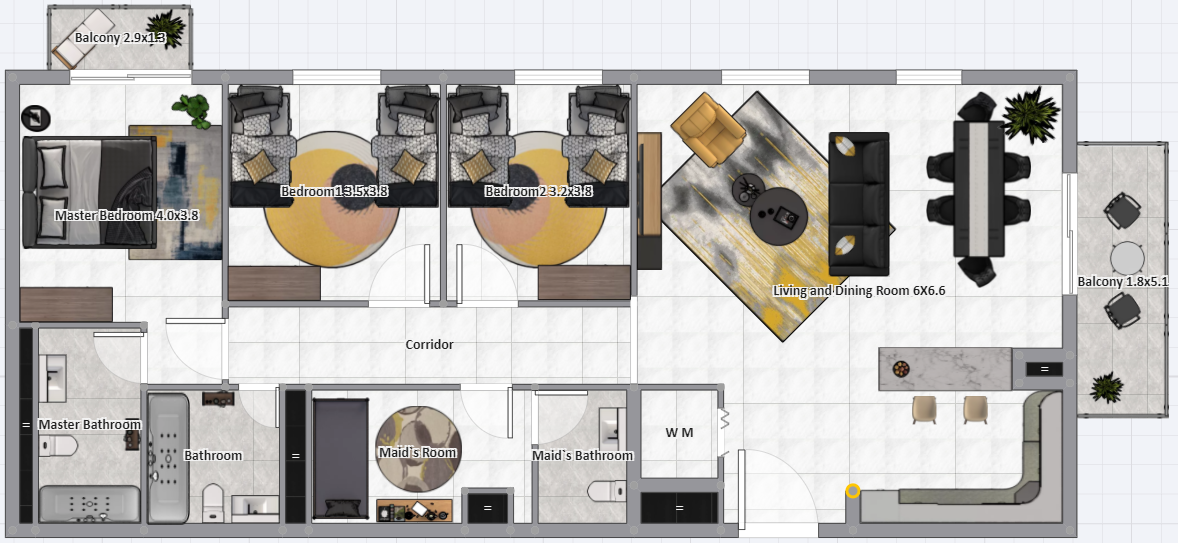 Balcony 2.9x1.3
Bedroom1 3.5x3.8
Bedroom2 3.2x3.8
Master Bedroom 4.0x3.8
Living and Dining Room 6X6.6
Balcony 1.8x5.1
Corridor
Master Bathroom
Bathroom
Maid`s Room
Maid`s Bathroom
W M